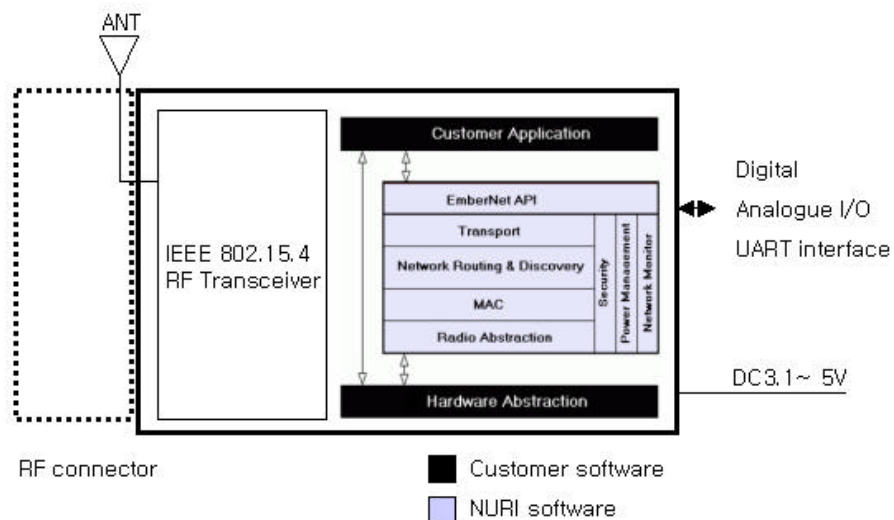 ANT
IEEE 802.15.4
RF Transceiver
Customer Application
EmberNet API
Transport
Network Routing & Discovery
MAC
Radio Abstraction
Security
Power Management
Network Monitor
Hardware Abstraction
Digital
Analogue I/O
UART interface
DC3.1~ 5V
RF connector
Customer software
NURI software